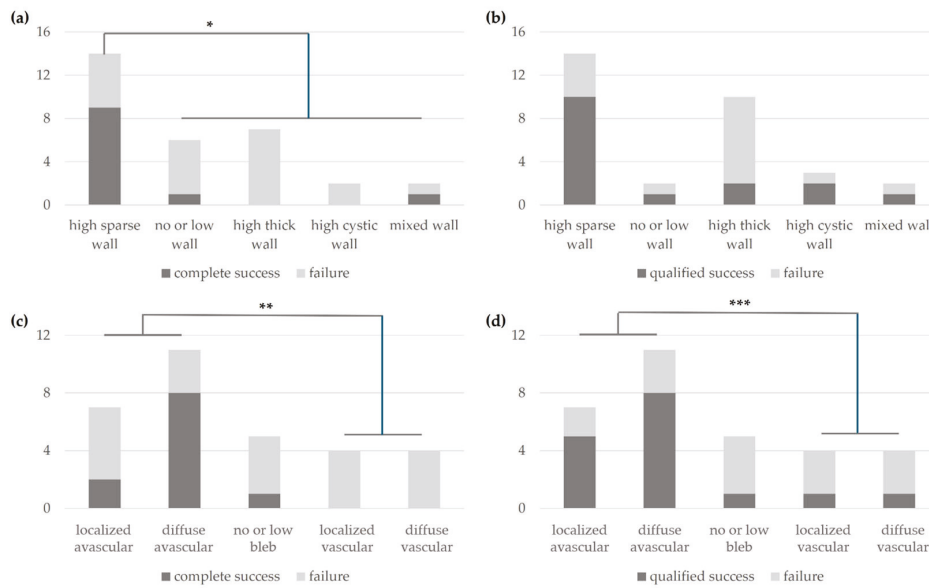 (a)
*
16
12
8
4
0
high sparse wall
no or low wall
high thick wall
high cystic wall
mixed wall
complete success
failure
(b)
16
12
8
4
0
high sparse wall
no or low wall
high thick wall
high cystic wall
mixed wall
qualified success
failure
(c)
**
12
8
4
0
localized avascular
diffuse avascular
no or low bleb
localized vascular
diffuse vascular
complete success
failure
(d)
***
12
8
4
0
localized avascular
diffuse avascular
no or low bleb
localized vascular
diffuse vascular
qualified success
failure